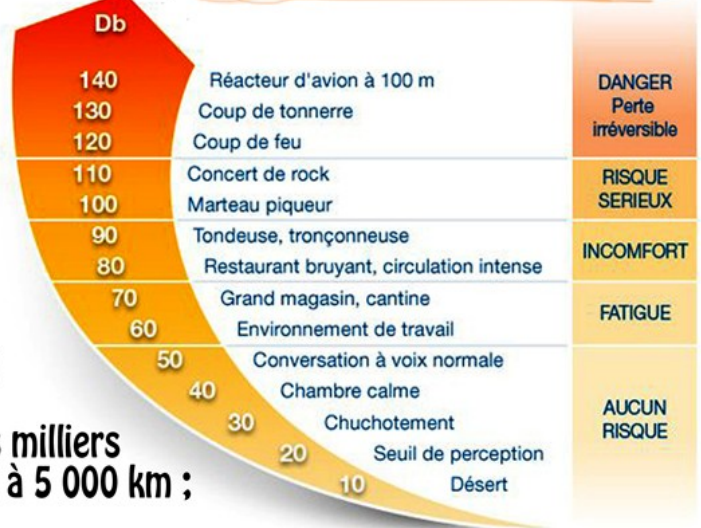 Db
140 Réacteur d'avion à 100 m
130 Coup de tonnerre
120 Coup de feu
DANGER
Perte
irréversible
110 Concert de rock
100 Marteau piqueur
RISQUE
SERIEUX
90 Tondeuse, tronçonneuse
80 Restaurant bruyant, circulation intense
INCOMFORT
70 Grand magasin, cantine
60 Environnement de travail
FATIGUE
50 Conversation à voix normale
40 Chambre calme
30 Chuchotement
20 Seuil de perception
10 Désert
AUCUN
RISQUE
milliers
à 5 000 km ;